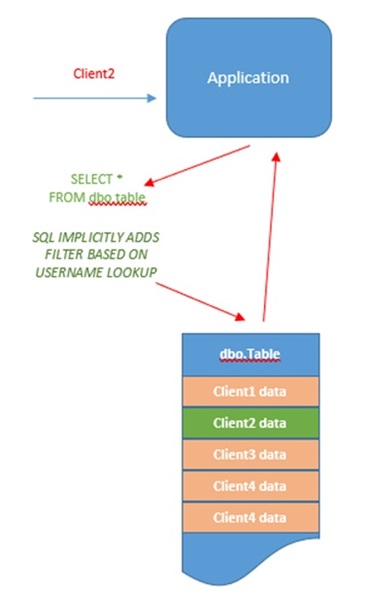 Client2
Application
SELECT *
FROM dbo.table
SQL IMPLICITLY ADDS
FILTER BASED ON
USERNAME LOOKUP
dbo.Table
Client1 data
Client2 data
Client3 data
Client4 data
Client4 data